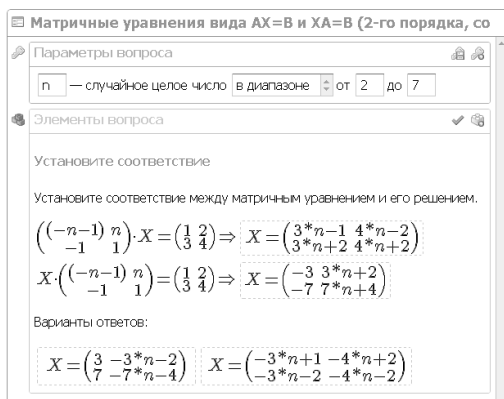 Матричные уравнения вида AX=B и XA=B (2-го порядка, со
Параметры вопроса
n — случайное целое число в диапазоне от 2 до 7
Элементы вопроса
Установите соответствие
Установите соответствие между матричным уравнением и его решением.
((−n−1) n; −1 1)·X=(1 2; 3 4)⇒ X=(3*n−1 4*n−2; 3*n+2 4*n+2)
X·((−n−1) n; −1 1)=(1 2; 3 4)⇒ X=(−3 3*n+2; −7 7*n+4)
Варианты ответов:
X=(3 −3*n−2; 7 −7*n−4) X=(−3*n+1 −4*n+2; −3*n−2 −4*n−2)